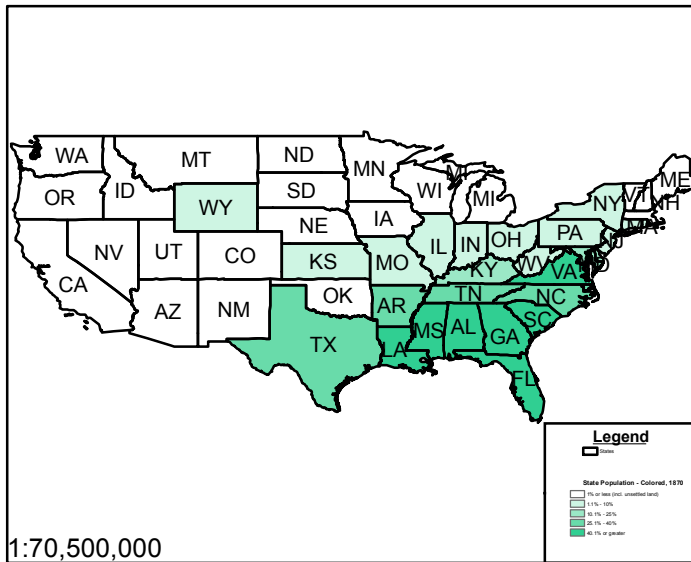 WA
MT
ND
MN
MI
ME
OR
ID
SD
WI
MI
VT
NH
WY
NY
MA
NE
IA
PA
NV
UT
CO
IL
IN
OH
NJ
KS
MO
WV
VA
CA
KY
AZ
NM
OK
AR
TN
NC
SC
TX
MS
AL
GA
LA
FL
Legend
States
State Population - Colored, 1870
1% or less (incl. unsettled land)
1.1% - 10%
10.1% - 25%
25.1% - 40%
40.1% or greater
1:70,500,000